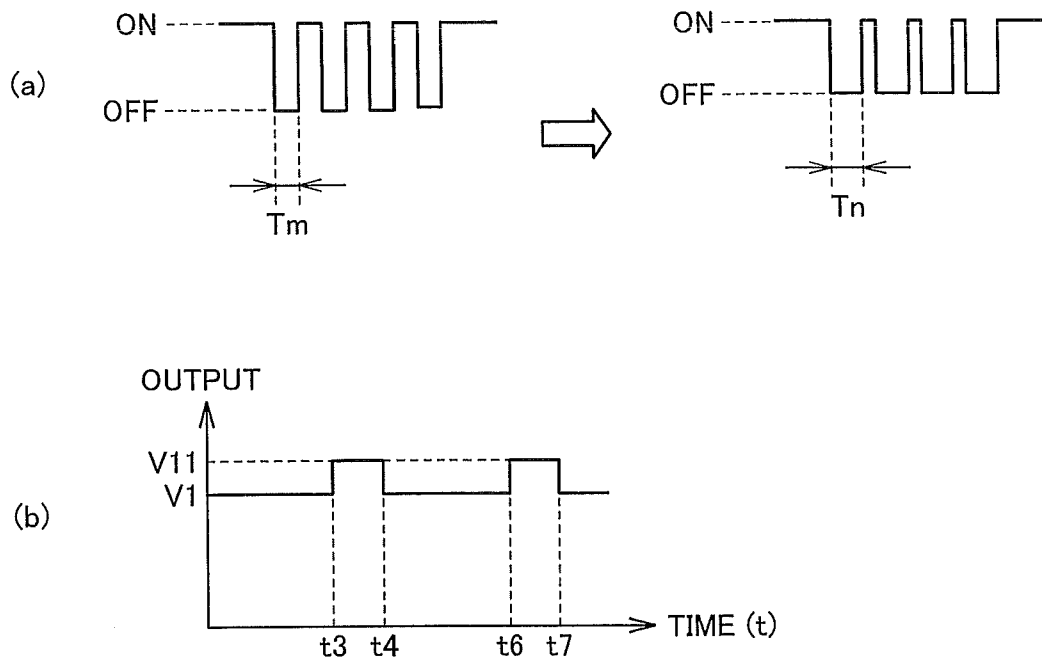 (a)
ON
OFF
Tm
ON
OFF
Tn
(b)
OUTPUT
V11
V1
t3 t4 t6 t7
TIME (t)